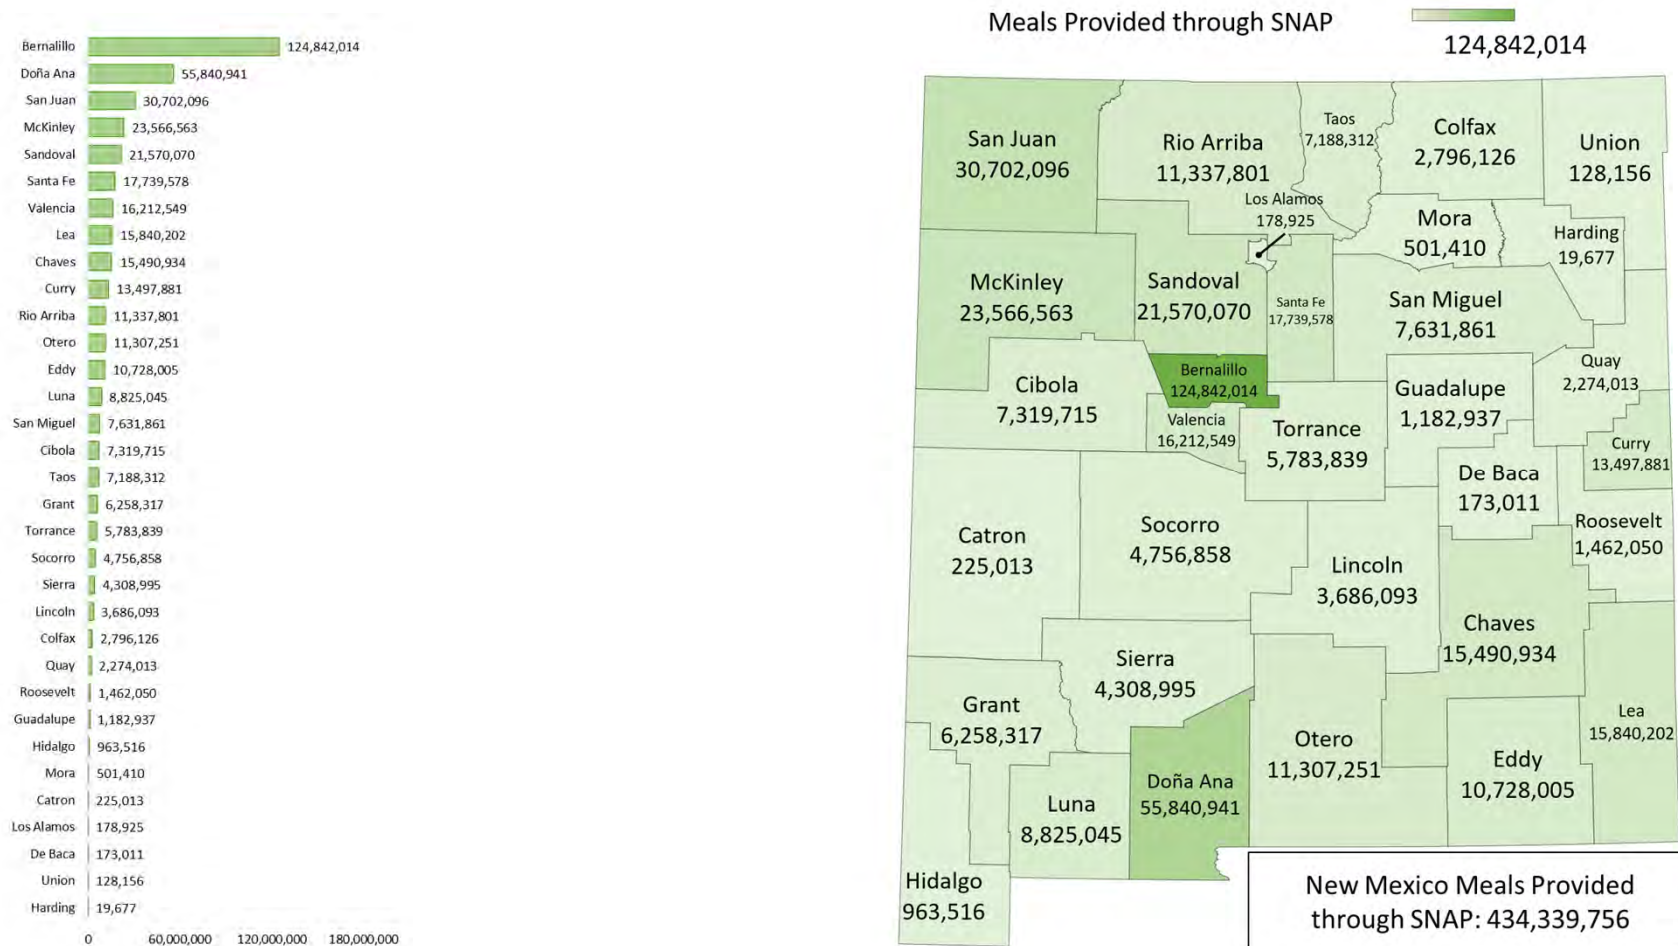 Bernalillo 124,842,014
Doña Ana 55,840,941
San Juan 30,702,096
McKinley 23,566,563
Sandoval 21,570,070
Santa Fe 17,739,578
Valencia 16,212,549
Lea 15,840,202
Chaves 15,490,934
Curry 13,497,881
Rio Arriba 11,337,801
Otero 11,307,251
Eddy 10,728,005
Luna 8,825,045
San Miguel 7,631,861
Cibola 7,319,715
Taos 7,188,312
Grant 6,258,317
Torrance 5,783,839
Socorro 4,756,858
Sierra 4,308,995
Lincoln 3,686,093
Colfax 2,796,126
Quay 2,274,013
Roosevelt 1,462,050
Guadalupe 1,182,937
Hidalgo 963,516
Mora 501,410
Catron 225,013
Los Alamos 178,925
De Baca 173,011
Union 128,156
Harding 19,677
0 60,000,000 120,000,000 180,000,000
Meals Provided through SNAP
124,842,014
San Juan
30,702,096
Rio Arriba
11,337,801
Taos
7,188,312
Colfax
2,796,126
Union
128,156
Los Alamos
178,925
Mora
501,410
Harding
19,677
McKinley
23,566,563
Sandoval
21,570,070
Santa Fe
17,739,578
San Miguel
7,631,861
Quay
2,274,013
Cibola
7,319,715
Bernalillo
124,842,014
Guadalupe
1,182,937
Valencia
16,212,549
Torrance
5,783,839
Curry
13,497,881
De Baca
173,011
Catron
225,013
Socorro
4,756,858
Roosevelt
1,462,050
Lincoln
3,686,093
Chaves
15,490,934
Sierra
4,308,995
Grant
6,258,317
Lea
15,840,202
Otero
11,307,251
Eddy
10,728,005
Doña Ana
55,840,941
Luna
8,825,045
Hidalgo
963,516
New Mexico Meals Provided
through SNAP: 434,339,756